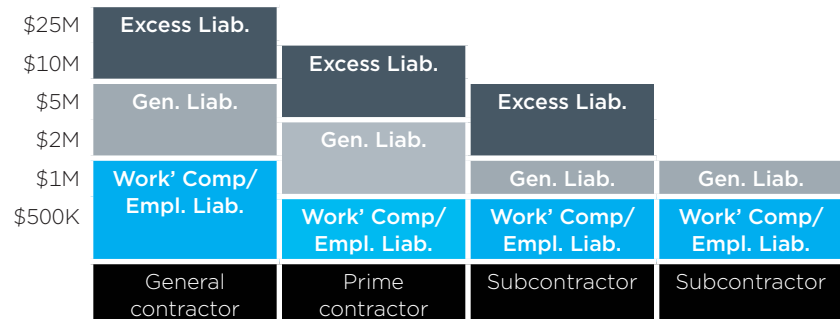 $25M
$10M
$5M
$2M
$1M
$500K
Excess Liab.
Gen. Liab.
Work’ Comp/
Empl. Liab.
General
contractor
Excess Liab.
Gen. Liab.
Work’ Comp/
Empl. Liab.
Prime
contractor
Excess Liab.
Gen. Liab.
Work’ Comp/
Empl. Liab.
Subcontractor
Gen. Liab.
Work’ Comp/
Empl. Liab.
Subcontractor